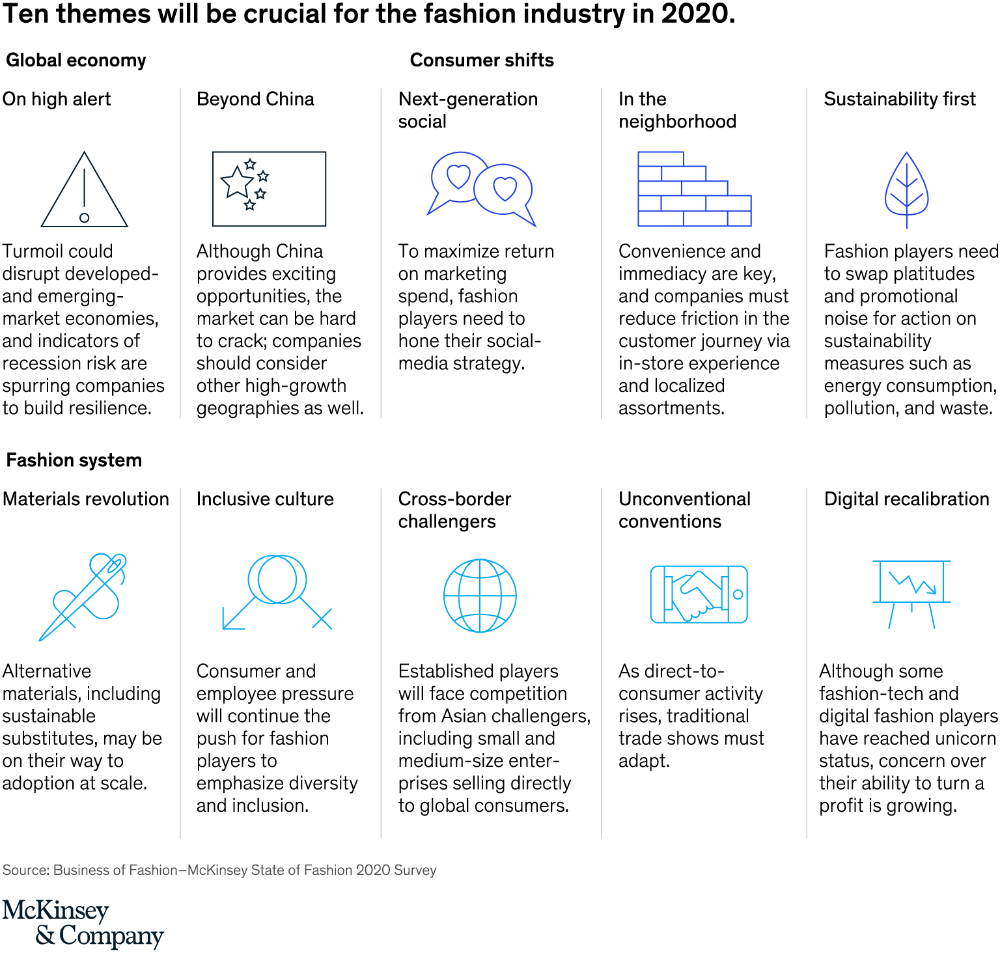 Ten themes will be crucial for the fashion industry in 2020.
Global economy
Consumer shifts
On high alert
Turmoil could
disrupt developed-
and emerging-
market economies,
and indicators of
recession risk are
spurring companies
to build resilience.
Beyond China
Although China
provides exciting
opportunities, the
market can be hard
to crack; companies
should consider
other high-growth
geographies as well.
Next-generation
social
To maximize return
on marketing
spend, fashion
players need to
hone their social-
media strategy.
In the
neighborhood
Convenience and
immediacy are key,
and companies must
reduce friction in the
customer journey via
in-store experience
and localized
assortments.
Sustainability first
Fashion players need
to swap platitudes
and promotional
noise for action on
sustainability
measures such as
energy consumption,
pollution, and waste.
Fashion system
Materials revolution
Alternative
materials, including
sustainable
substitutes, may be
on their way to
adoption at scale.
Inclusive culture
Consumer and
employee pressure
will continue the
push for fashion
players to
emphasize diversity
and inclusion.
Cross-border
challengers
Established players
will face competition
from Asian challengers,
including small and
medium-size enter-
prises selling directly
to global consumers.
Unconventional
conventions
As direct-to-
consumer activity
rises, traditional
trade shows must
adapt.
Digital recalibration
Although some
fashion-tech and
digital fashion players
have reached unicorn
status, concern over
their ability to turn a
profit is growing.
Source: Business of Fashion–McKinsey State of Fashion 2020 Survey
McKinsey
& Company